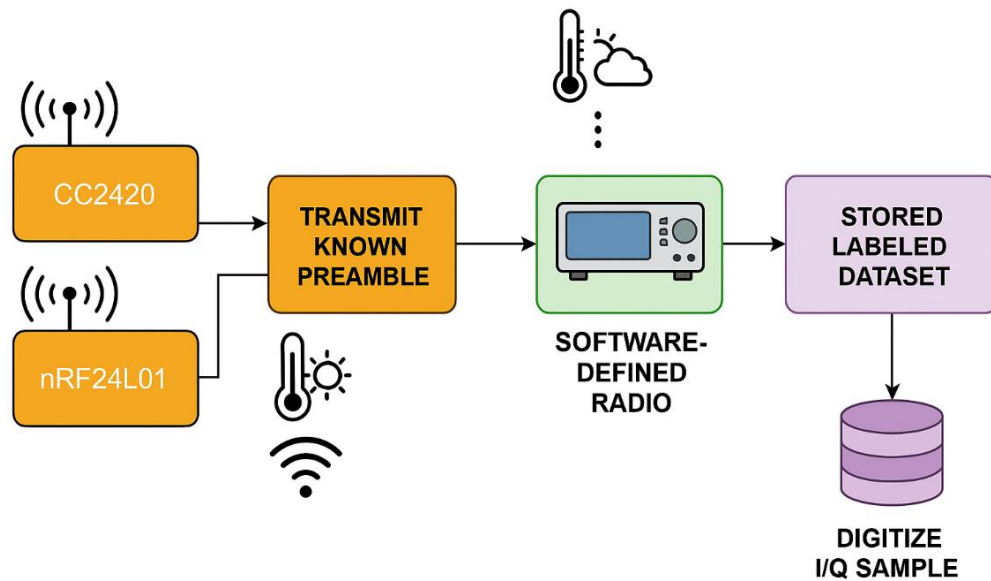 CC2420
nRF24L01
TRANSMIT
KNOWN
PREAMBLE
SOFTWARE-
DEFINED
RADIO
STORED
LABELED
DATASET
DIGITIZE
I/Q SAMPLE